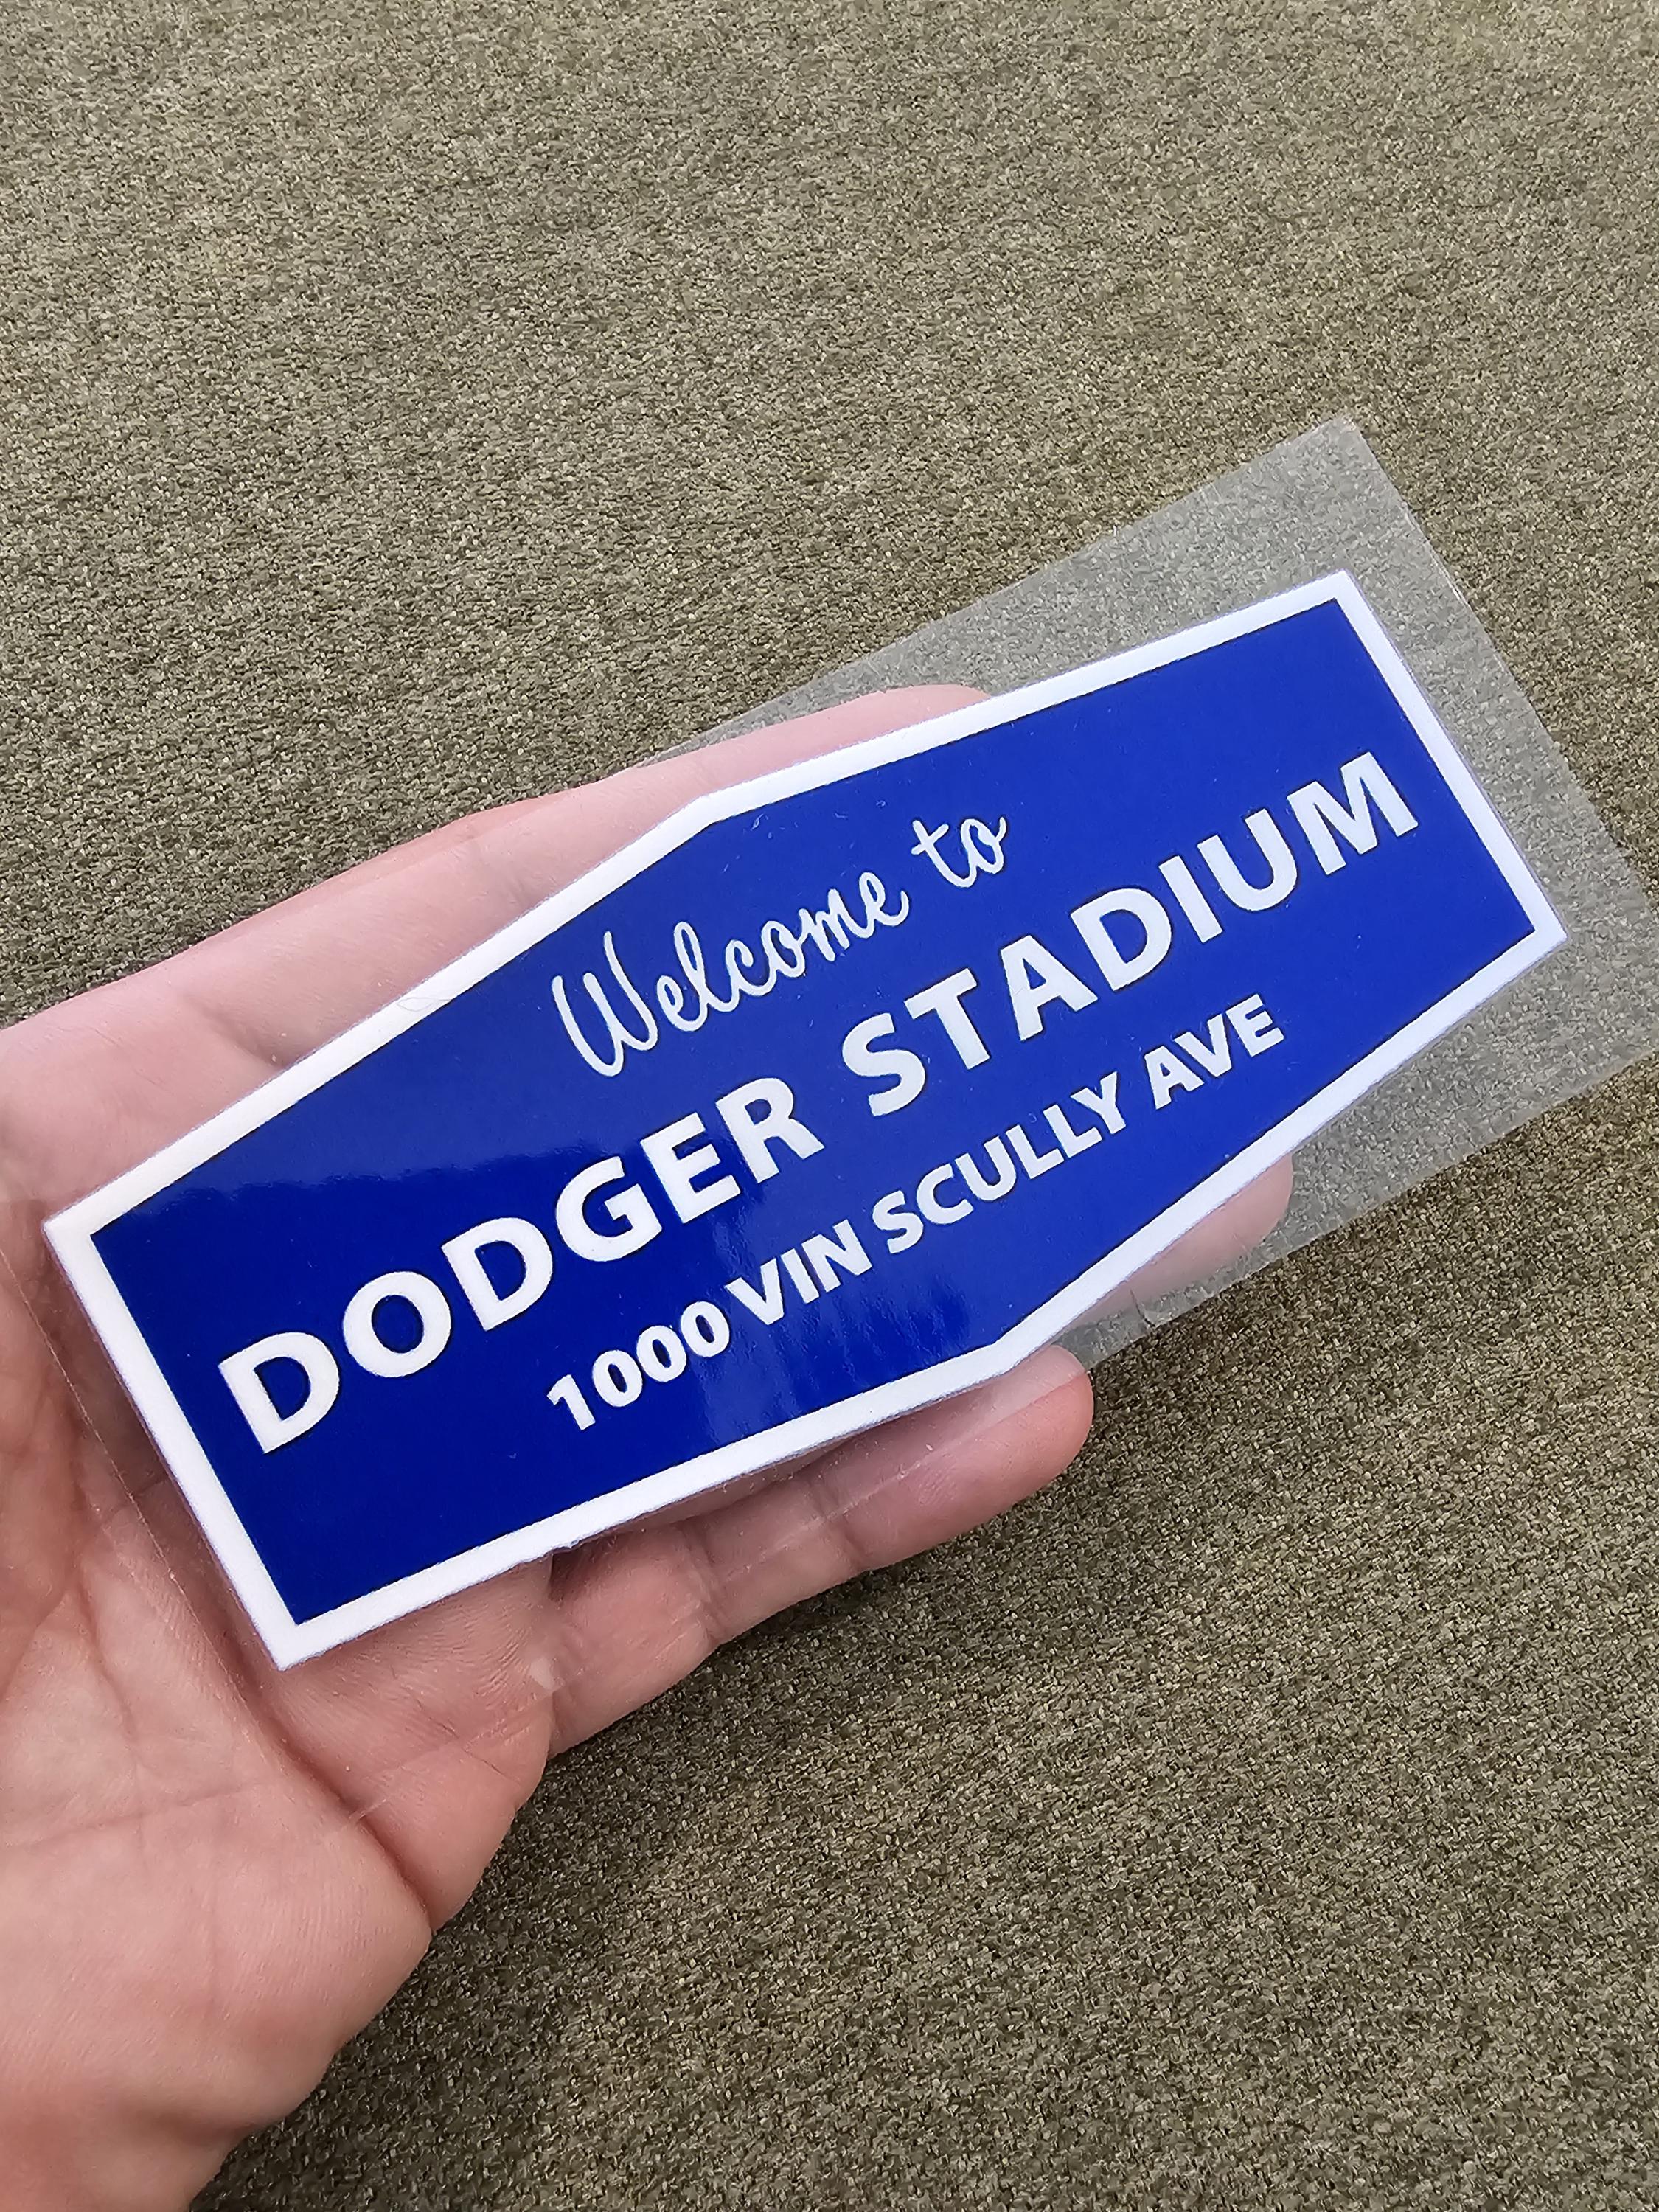 Welcome to
DODGER STADIUM
1000 VIN SCULLY AVE